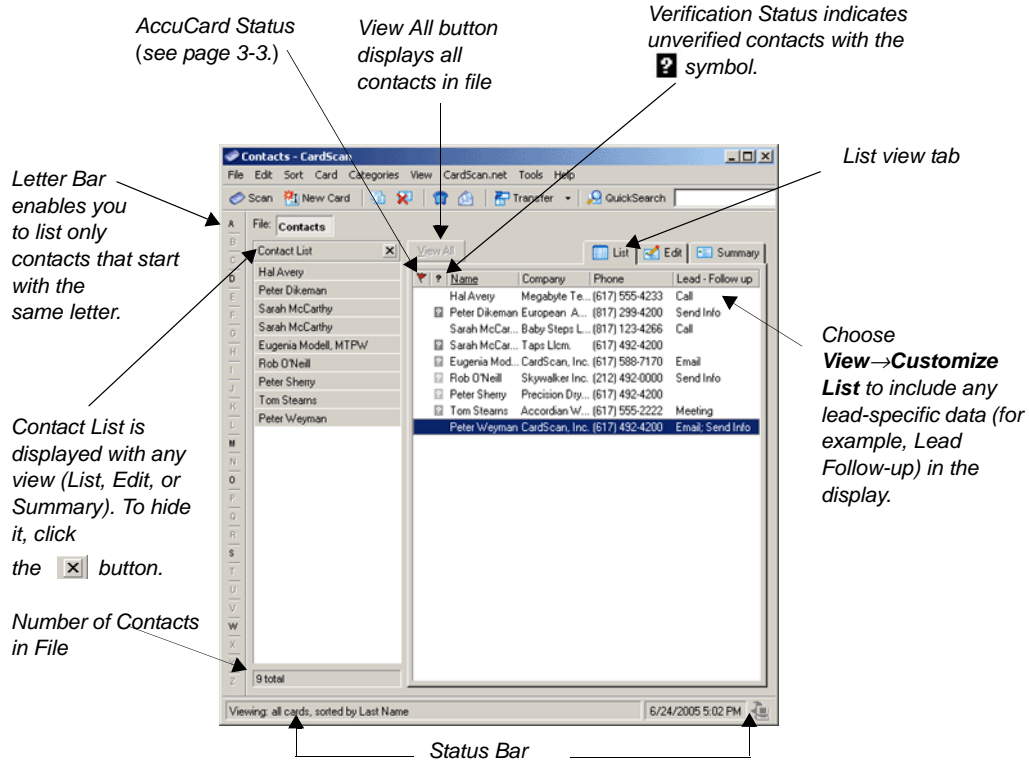 AccuCard Status
(see page 3-3.)
View All button
displays all
contacts in file
Verification Status indicates
unverified contacts with the
? symbol.
List view tab
Letter Bar
enables you
to list only
contacts that start
with the
same letter.
Contact List is
displayed with any
view (List, Edit, or
Summary). To hide
it, click
the X button.
Number of Contacts
in File
Contacts - CardScan
File Edit Sort Card Categories View CardScan.net Tools Help
Scan New Card Transfer QuickSearch
File: Contacts
A
B
C
D
E
F
G
H
I
J
K
L
M
N
O
P
Q
R
S
T
U
V
W
X
Z
Contact List
Hal Avery
Peter Dikeman
Sarah McCarthy
Sarah McCarthy
Eugenia Modell, MTPW
Rob O'Neill
Peter Sherry
Tom Stearns
Peter Weyman
9 total
View All
List Edit Summary
? Name Company Phone Lead - Follow up
Hal Avery Megabyte Te... (617) 555-4233 Call
? Peter Dikeman European A... (817) 299-4200 Send Info
Sarah McCar... Baby Steps L... (817) 123-4266 Call
? Sarah McCar... Taps Llcm. (617) 492-4200
? Eugenia Mod... CardScan, Inc. (617) 588-7170 Email
? Rob O'Neill Skywalker Inc. (212) 492-0000 Send Info
? Peter Sherry Precision Dry... (617) 492-4200
? Tom Stearns Accordian W... (617) 555-2222 Meeting
Peter Weyman CardScan, Inc. (617) 492-4200 Email; Send Info
Viewing: all cards, sorted by Last Name
6/24/2005 5:02 PM
Choose
View→Customize
List to include any
lead-specific data (for
example, Lead
Follow-up) in the
display.
Status Bar